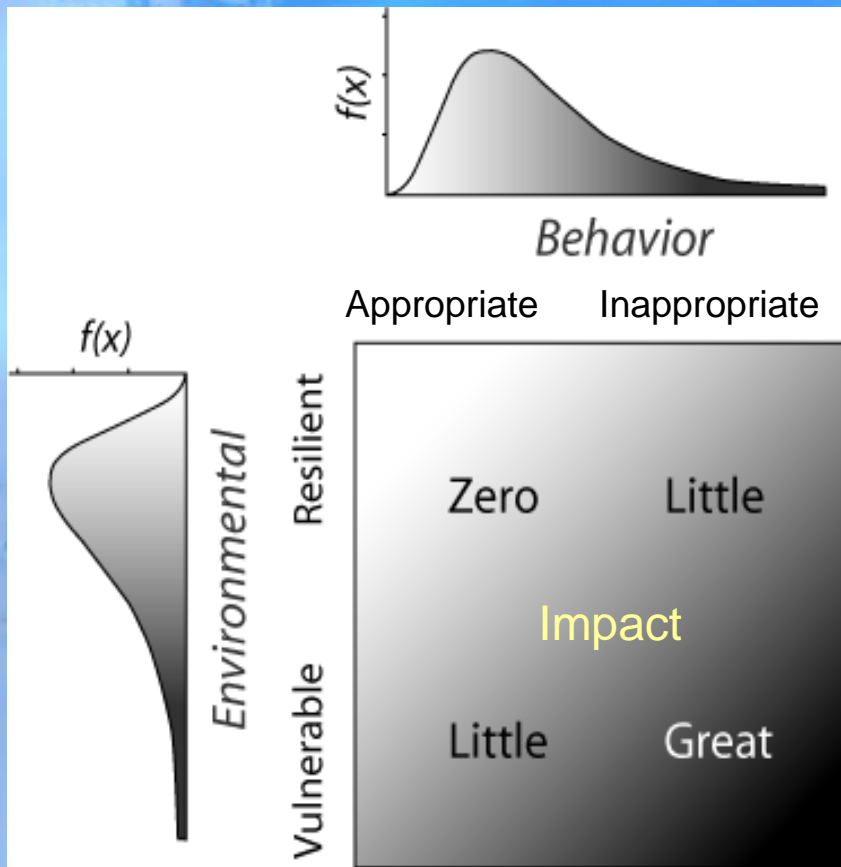 f(x)
Behavior
Appropriate Inappropriate
f(x)
Environmental
Resilient
Vulnerable
Zero Little
Impact
Little Great